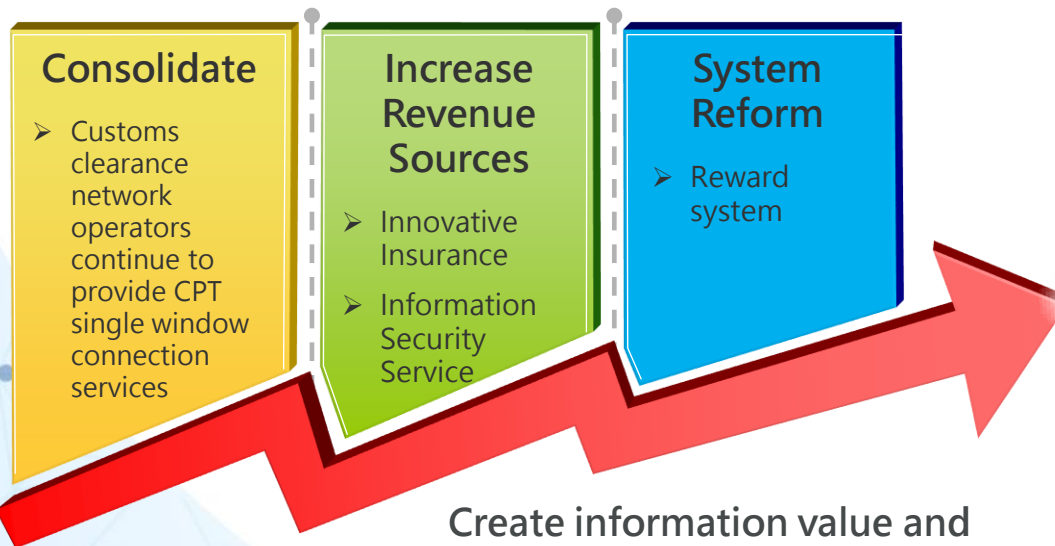 Consolidate
➢ Customs
clearance
network
operators
continue to
provide CPT
single window
connection
services
Increase
Revenue
Sources
➢ Innovative
Insurance
➢ Information
Security
Service
System
Reform
➢ Reward
system
Create information value and